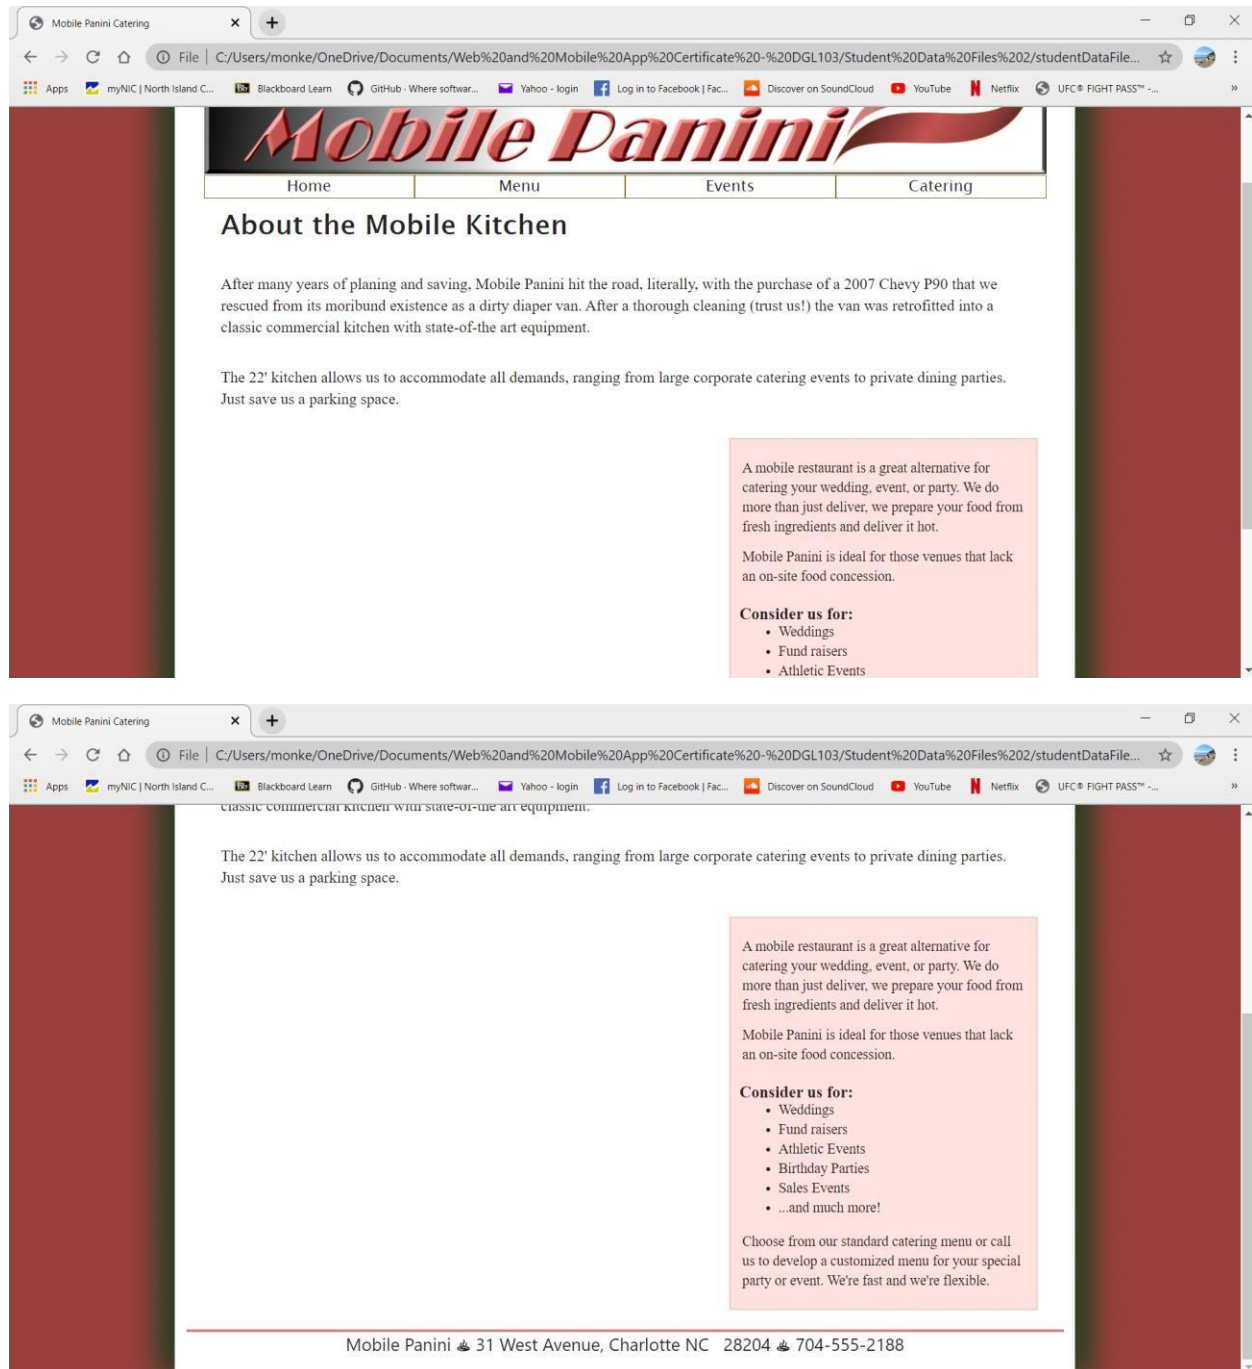 Mobile Panini Catering
File | C:/Users/monke/OneDrive/Documents/Web%20and%20Mobile%20App%20Certificate%20-%20DGL103/Student%20Data%20Files%202/studentDataFile...
Apps myNIC | North Island C... Blackboard Learn GitHub · Where softwar... Yahoo - login Log in to Facebook | Fac... Discover on SoundCloud YouTube Netflix UFC® FIGHT PASS™ -... »
Mobile Panini
Home Menu Events Catering
About the Mobile Kitchen
After many years of planing and saving, Mobile Panini hit the road, literally, with the purchase of a 2007 Chevy P90 that we
rescued from its moribund existence as a dirty diaper van. After a thorough cleaning (trust us!) the van was retrofitted into a
classic commercial kitchen with state-of-the art equipment.
The 22' kitchen allows us to accommodate all demands, ranging from large corporate catering events to private dining parties.
Just save us a parking space.
A mobile restaurant is a great alternative for
catering your wedding, event, or party. We do
more than just deliver, we prepare your food from
fresh ingredients and deliver it hot.
Mobile Panini is ideal for those venues that lack
an on-site food concession.
Consider us for:
• Weddings
• Fund raisers
• Athletic Events
Mobile Panini Catering
File | C:/Users/monke/OneDrive/Documents/Web%20and%20Mobile%20App%20Certificate%20-%20DGL103/Student%20Data%20Files%202/studentDataFile...
Apps myNIC | North Island C... Blackboard Learn GitHub · Where softwar... Yahoo - login Log in to Facebook | Fac... Discover on SoundCloud YouTube Netflix UFC® FIGHT PASS™ -... »
classic commercial kitchen with state-of-the art equipment.
The 22' kitchen allows us to accommodate all demands, ranging from large corporate catering events to private dining parties.
Just save us a parking space.
A mobile restaurant is a great alternative for
catering your wedding, event, or party. We do
more than just deliver, we prepare your food from
fresh ingredients and deliver it hot.
Mobile Panini is ideal for those venues that lack
an on-site food concession.
Consider us for:
• Weddings
• Fund raisers
• Athletic Events
• Birthday Parties
• Sales Events
• ...and much more!
Choose from our standard catering menu or call
us to develop a customized menu for your special
party or event. We're fast and we're flexible.
Mobile Panini ♨ 31 West Avenue, Charlotte NC 28204 ♨ 704-555-2188